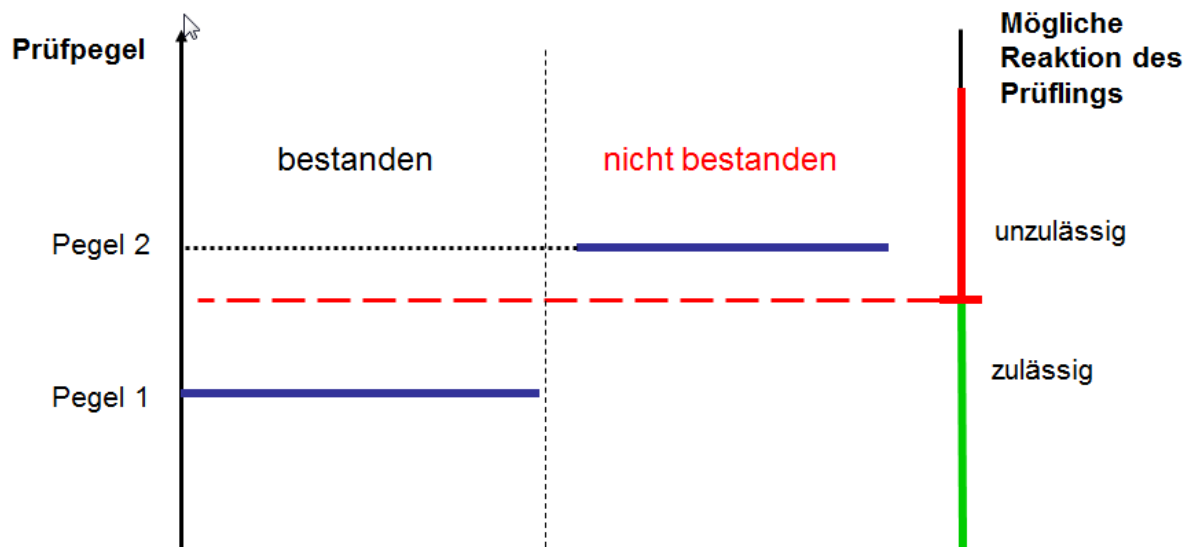 Prüfpegel
Mögliche
Reaktion des
Prüflings
bestanden
nicht bestanden
Pegel 2
unzulässig
zulässig
Pegel 1